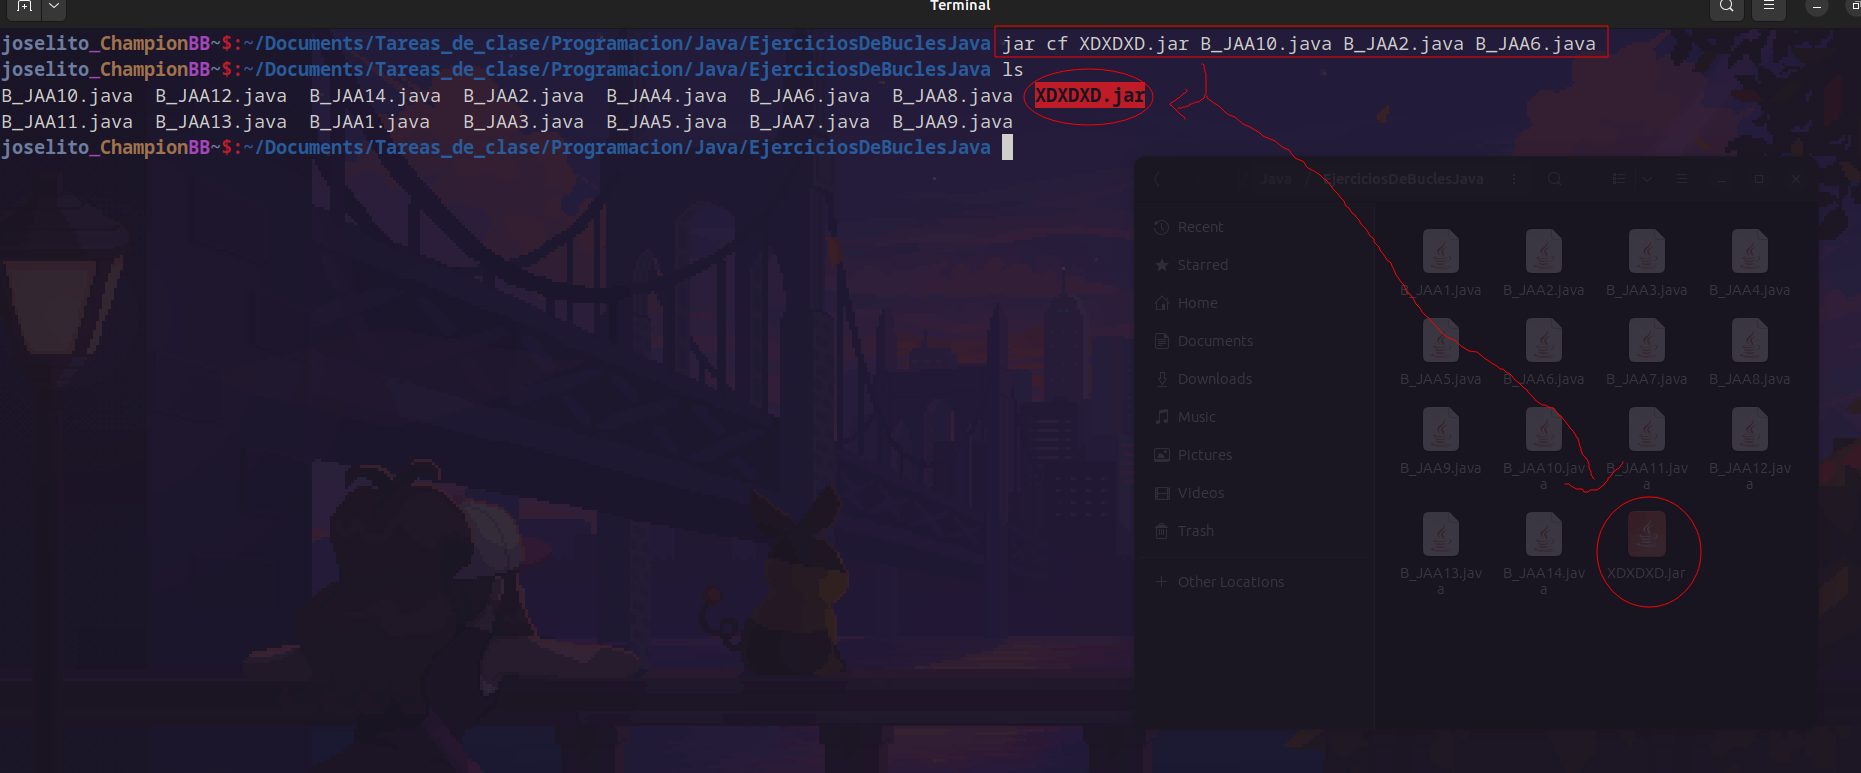 Terminal
joselito_ChampionBB~$:~/Documents/Tareas_de_clase/Programacion/Java/EjerciciosDeBuclesJava jar cf XDXDXD.jar B_JAA10.java B_JAA2.java B_JAA6.java
joselito_ChampionBB~$:~/Documents/Tareas_de_clase/Programacion/Java/EjerciciosDeBuclesJava ls
B_JAA10.java B_JAA12.java B_JAA14.java B_JAA2.java B_JAA4.java B_JAA6.java B_JAA8.java XDXDXD.jar
B_JAA11.java B_JAA13.java B_JAA1.java B_JAA3.java B_JAA5.java B_JAA7.java B_JAA9.java
joselito_ChampionBB~$:~/Documents/Tareas_de_clase/Programacion/Java/EjerciciosDeBuclesJava
Java / EjerciciosDeBuclesJava
Recent
Starred
Home
Documents
Downloads
Music
Pictures
Videos
Trash
Other Locations
B_JAA1.java B_JAA2.java B_JAA3.java B_JAA4.java
B_JAA5.java B_JAA6.java B_JAA7.java B_JAA8.java
B_JAA9.java B_JAA10.jav B_JAA11.jav B_JAA12.jav
a a a
B_JAA13.jav B_JAA14.jav XDXDXD.jar
a a